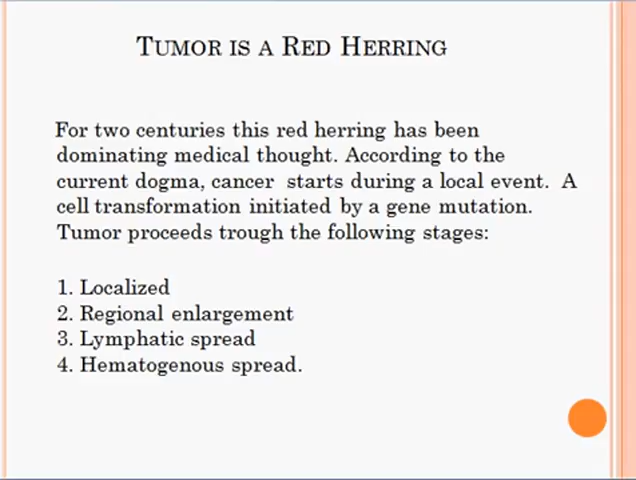 TUMOR IS A RED HERRING
For two centuries this red herring has been
dominating medical thought. According to the
current dogma, cancer starts during a local event. A
cell transformation initiated by a gene mutation.
Tumor proceeds trough the following stages:
1. Localized
2. Regional enlargement
3. Lymphatic spread
4. Hematogenous spread.